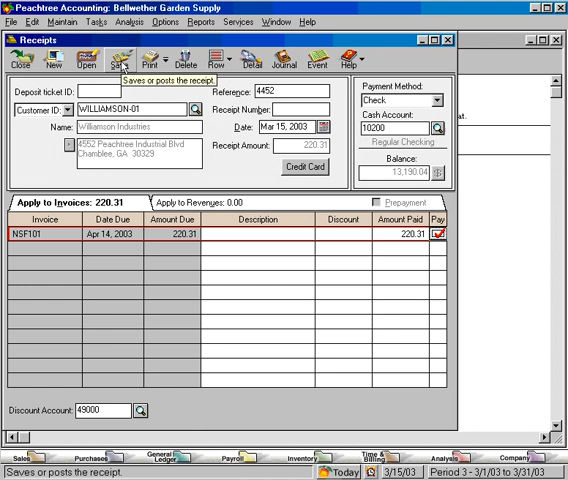 Peachtree Accounting: Bellwether Garden Supply
File Edit Maintain Tasks Analysis Options Reports Services Window Help
Receipts
Close New Open Save Print Delete Row Detail Journal Event Help
Saves or posts the receipt.
Deposit ticket ID:
Reference: 4452
Customer ID: WILLIAMSON-01
Receipt Number:
Name: Williamson Industries
Date: Mar 15, 2003
4552 Peachtree Industrial Blvd
Chamblee, GA 30329
Receipt Amount: 220.31
Credit Card
Payment Method:
Check
Cash Account:
10200
Regular Checking
Balance:
13,190.04
at.
Apply to Invoices: 220.31 Apply to Revenues: 0.00 Prepayment
Invoice Date Due Amount Due Description Discount Amount Paid Pay
NSF101 Apr 14, 2003 220.31 220.31
Discount Account: 49000
Sales Purchases General Ledger Payroll Inventory Time & Billing Analysis Company
Saves or posts the receipt. Today 3/15/03 Period 3 - 3/1/03 to 3/31/03